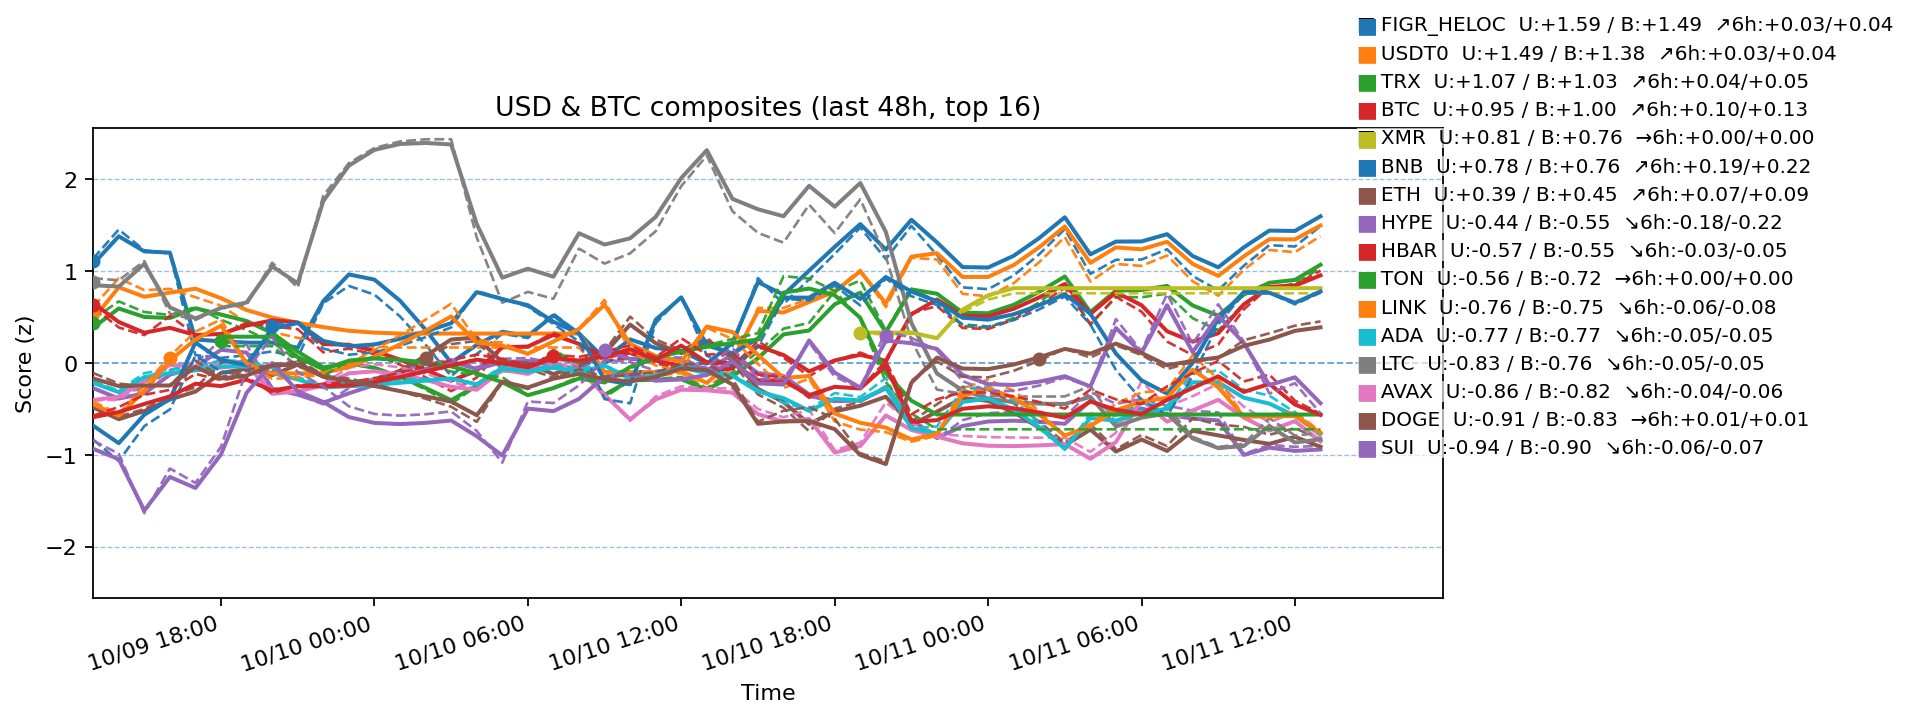 FIGR_HELOC  U:+1.59 / B:+1.49  ↗6h:+0.03/+0.04
USDT0  U:+1.49 / B:+1.38  ↗6h:+0.03/+0.04
TRX  U:+1.07 / B:+1.03  ↗6h:+0.04/+0.05
BTC  U:+0.95 / B:+1.00  ↗6h:+0.10/+0.13
XMR  U:+0.81 / B:+0.76  →6h:+0.00/+0.00
BNB  U:+0.78 / B:+0.76  ↗6h:+0.19/+0.22
ETH  U:+0.39 / B:+0.45  ↗6h:+0.07/+0.09
HYPE  U:-0.44 / B:-0.55  ↘6h:-0.18/-0.22
HBAR  U:-0.57 / B:-0.55  ↘6h:-0.03/-0.05
TON  U:-0.56 / B:-0.72  →6h:+0.00/+0.00
LINK  U:-0.76 / B:-0.75  ↘6h:-0.06/-0.08
ADA  U:-0.77 / B:-0.77  ↘6h:-0.05/-0.05
LTC  U:-0.83 / B:-0.76  ↘6h:-0.05/-0.05
AVAX  U:-0.86 / B:-0.82  ↘6h:-0.04/-0.06
DOGE  U:-0.91 / B:-0.83  →6h:+0.01/+0.01
SUI  U:-0.94 / B:-0.90  ↘6h:-0.06/-0.07
USD & BTC composites (last 48h, top 16)
Score (z)
2
1
0
−1
−2
10/09 18:00
10/10 00:00
10/10 06:00
10/10 12:00
10/10 18:00
10/11 00:00
10/11 06:00
10/11 12:00
Time